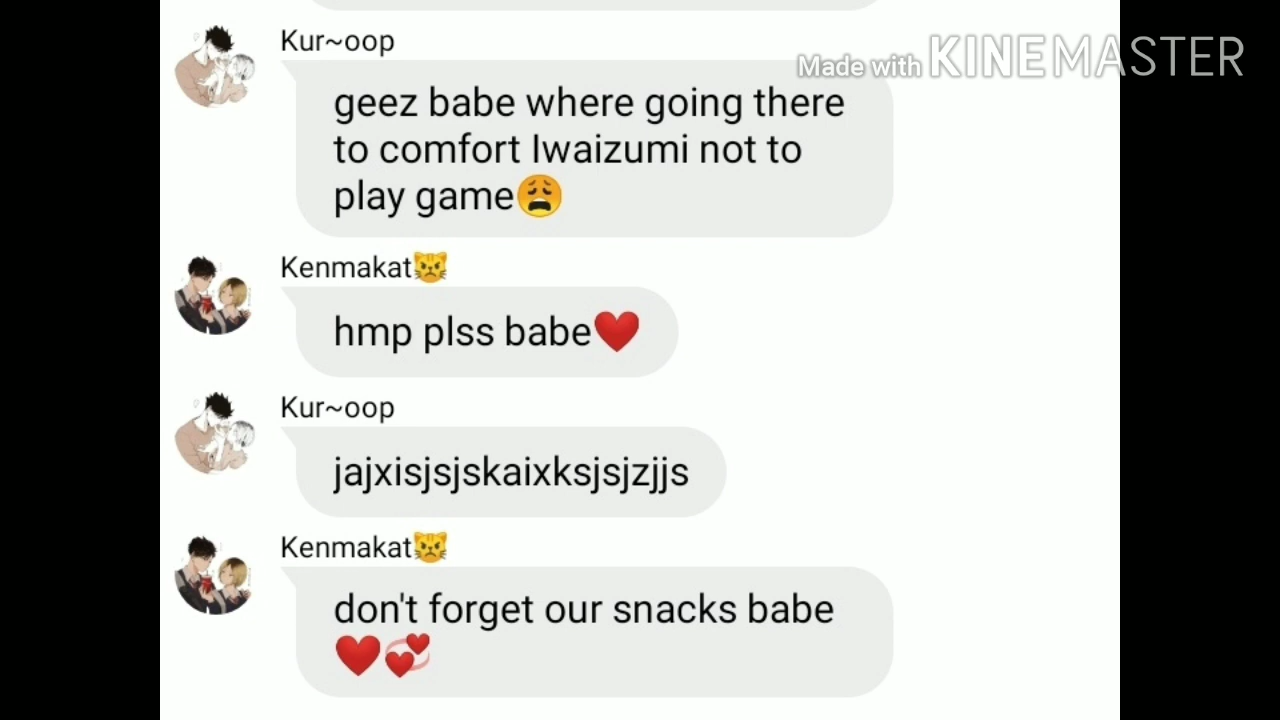 Kur~oop
Made with KINEMASTER
geez babe where going there
to comfort Iwaizumi not to
play game😩
Kenmakat😾
hmp plss babe❤️
Kur~oop
jajxisjsjskaixksjsjzjjs
Kenmakat😾
don't forget our snacks babe
❤️💞